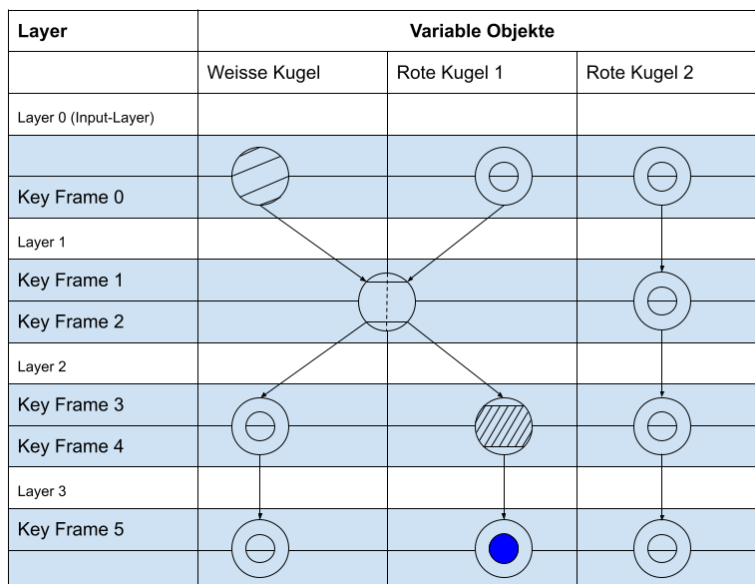 Layer
Variable Objekte
Weisse Kugel
Rote Kugel 1
Rote Kugel 2
Layer 0 (Input-Layer)
Key Frame 0
Layer 1
Key Frame 1
Key Frame 2
Layer 2
Key Frame 3
Key Frame 4
Layer 3
Key Frame 5